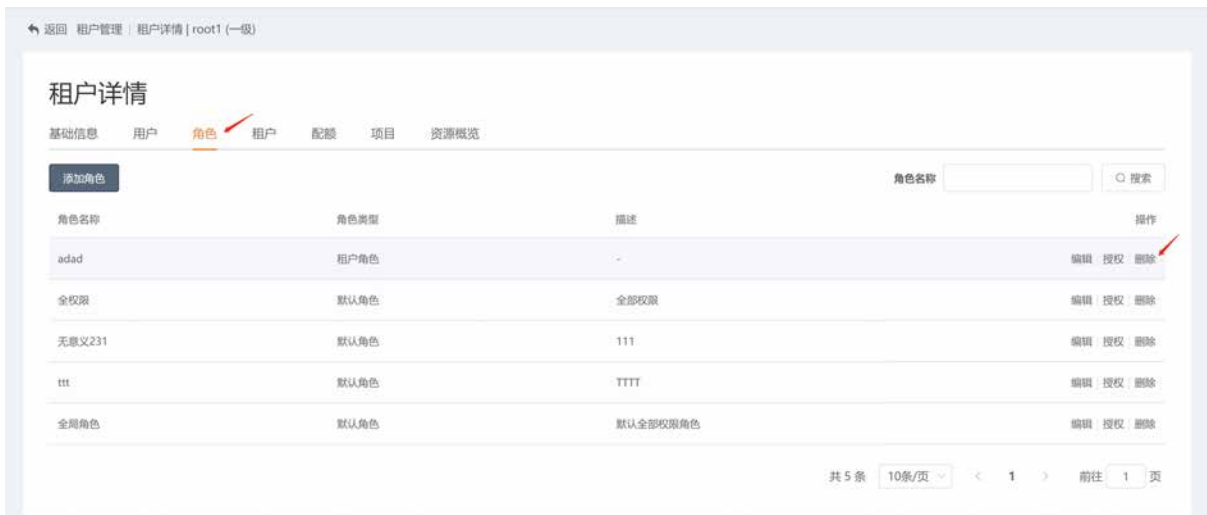 返回 租户管理 | 租户详情 | root1 (一级)
租户详情
基础信息 用户 角色 租户 配额 项目 资源概览
添加角色 角色名称 搜索
角色名称 角色类型 描述 操作
adad 租户角色 - 编辑 授权 删除
全权限 默认角色 全部权限 编辑 授权 删除
无意义231 默认角色 111 编辑 授权 删除
ttt 默认角色 TTTT 编辑 授权 删除
全局角色 默认角色 默认全部权限角色 编辑 授权 删除
共 5 条 10条/页 < 1 > 前往 1 页